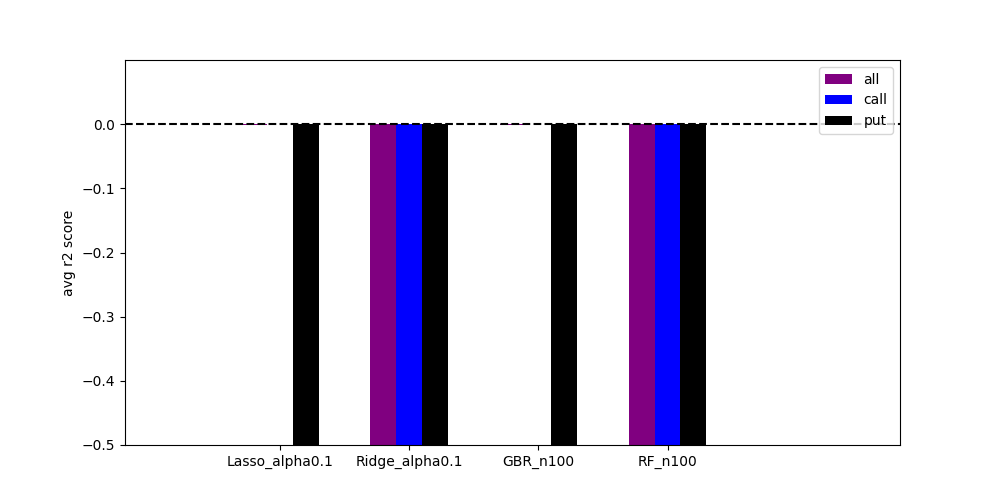 all
call
put
0.0
−0.1
−0.2
−0.3
−0.4
−0.5
avg r2 score
Lasso_alpha0.1
Ridge_alpha0.1
GBR_n100
RF_n100